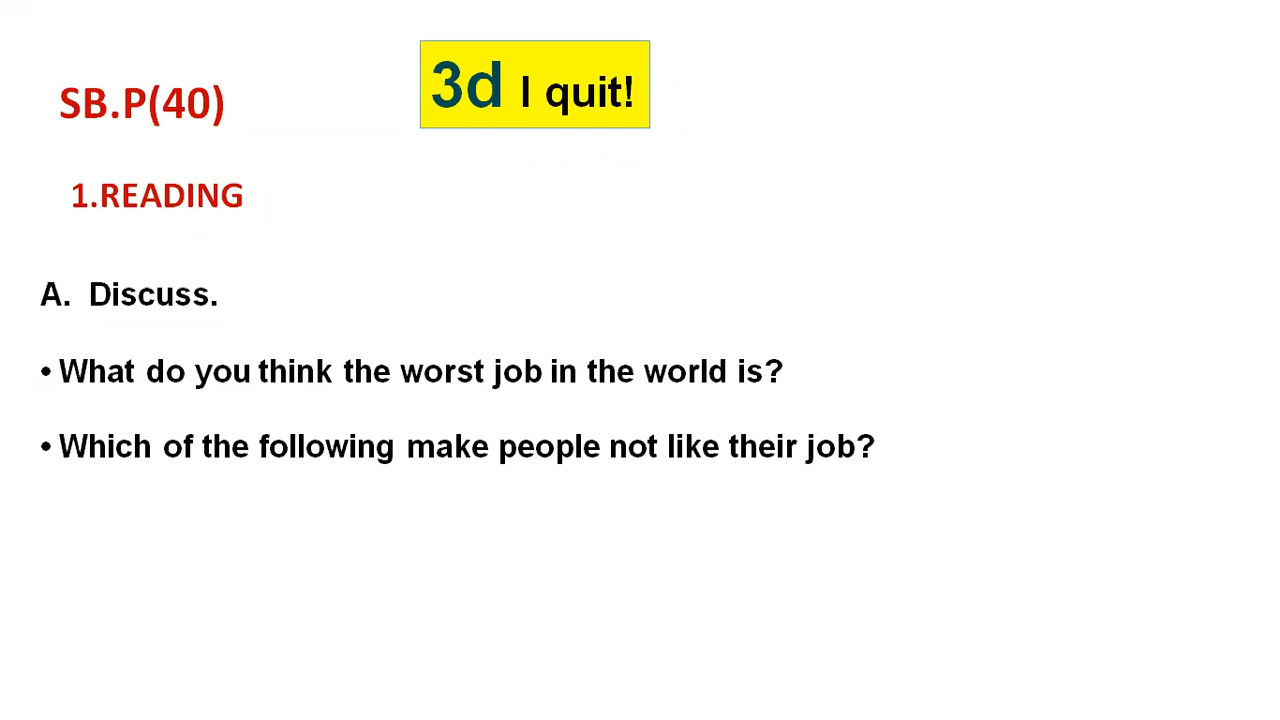 3d I quit!
SB.P(40)
1.READING
A. Discuss.
• What do you think the worst job in the world is?
• Which of the following make people not like their job?